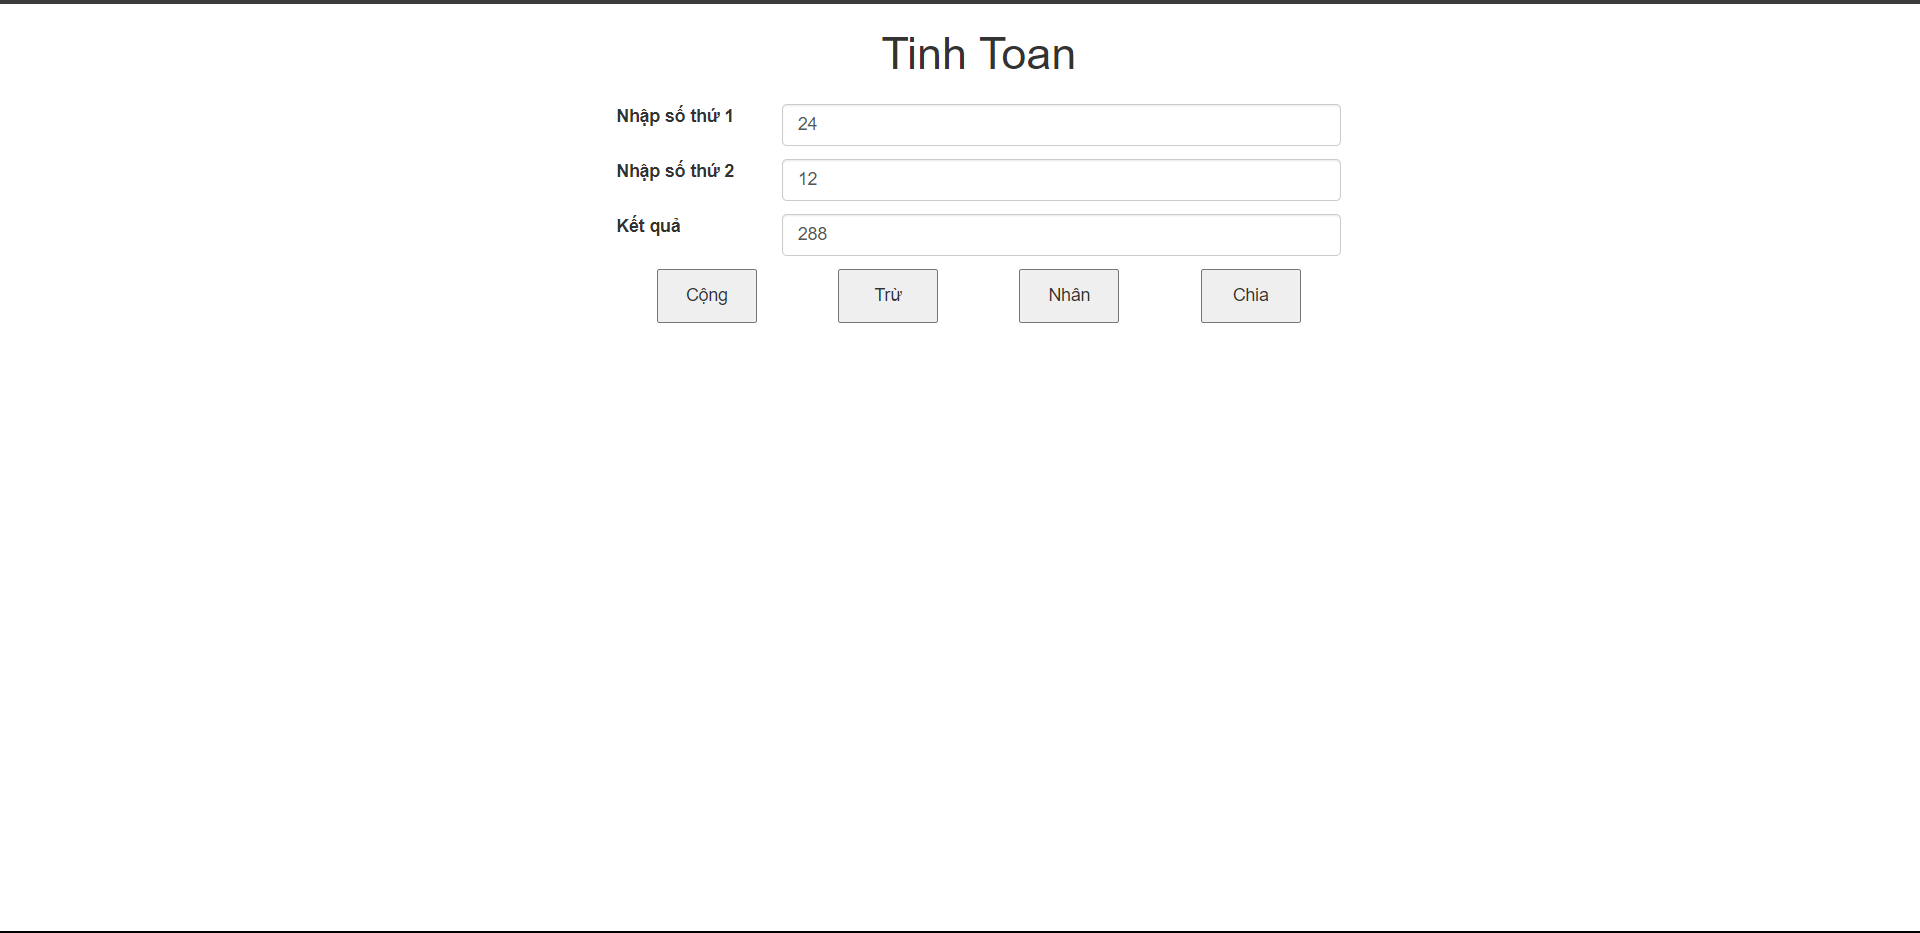 Tinh Toan
Nhập số thứ 1 24
Nhập số thứ 2 12
Kết quả 288
Cộng Trừ Nhân Chia